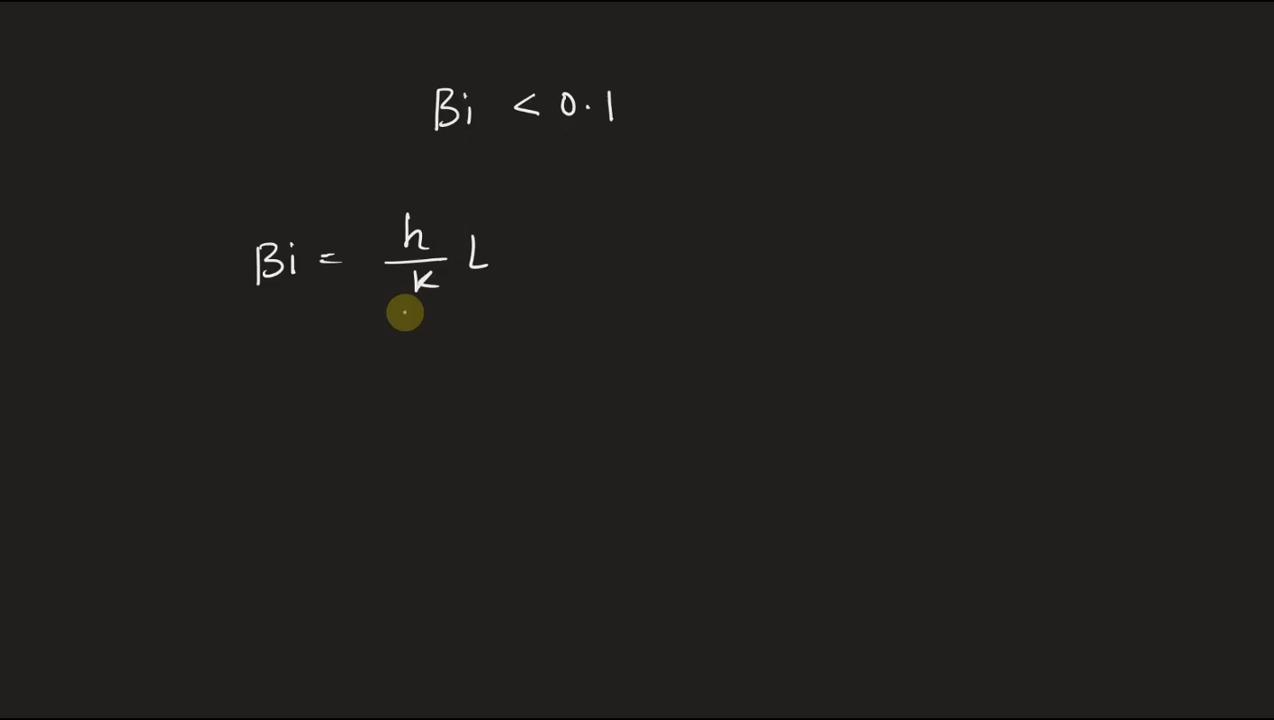 Bi < 0.1
Bi = h/K L